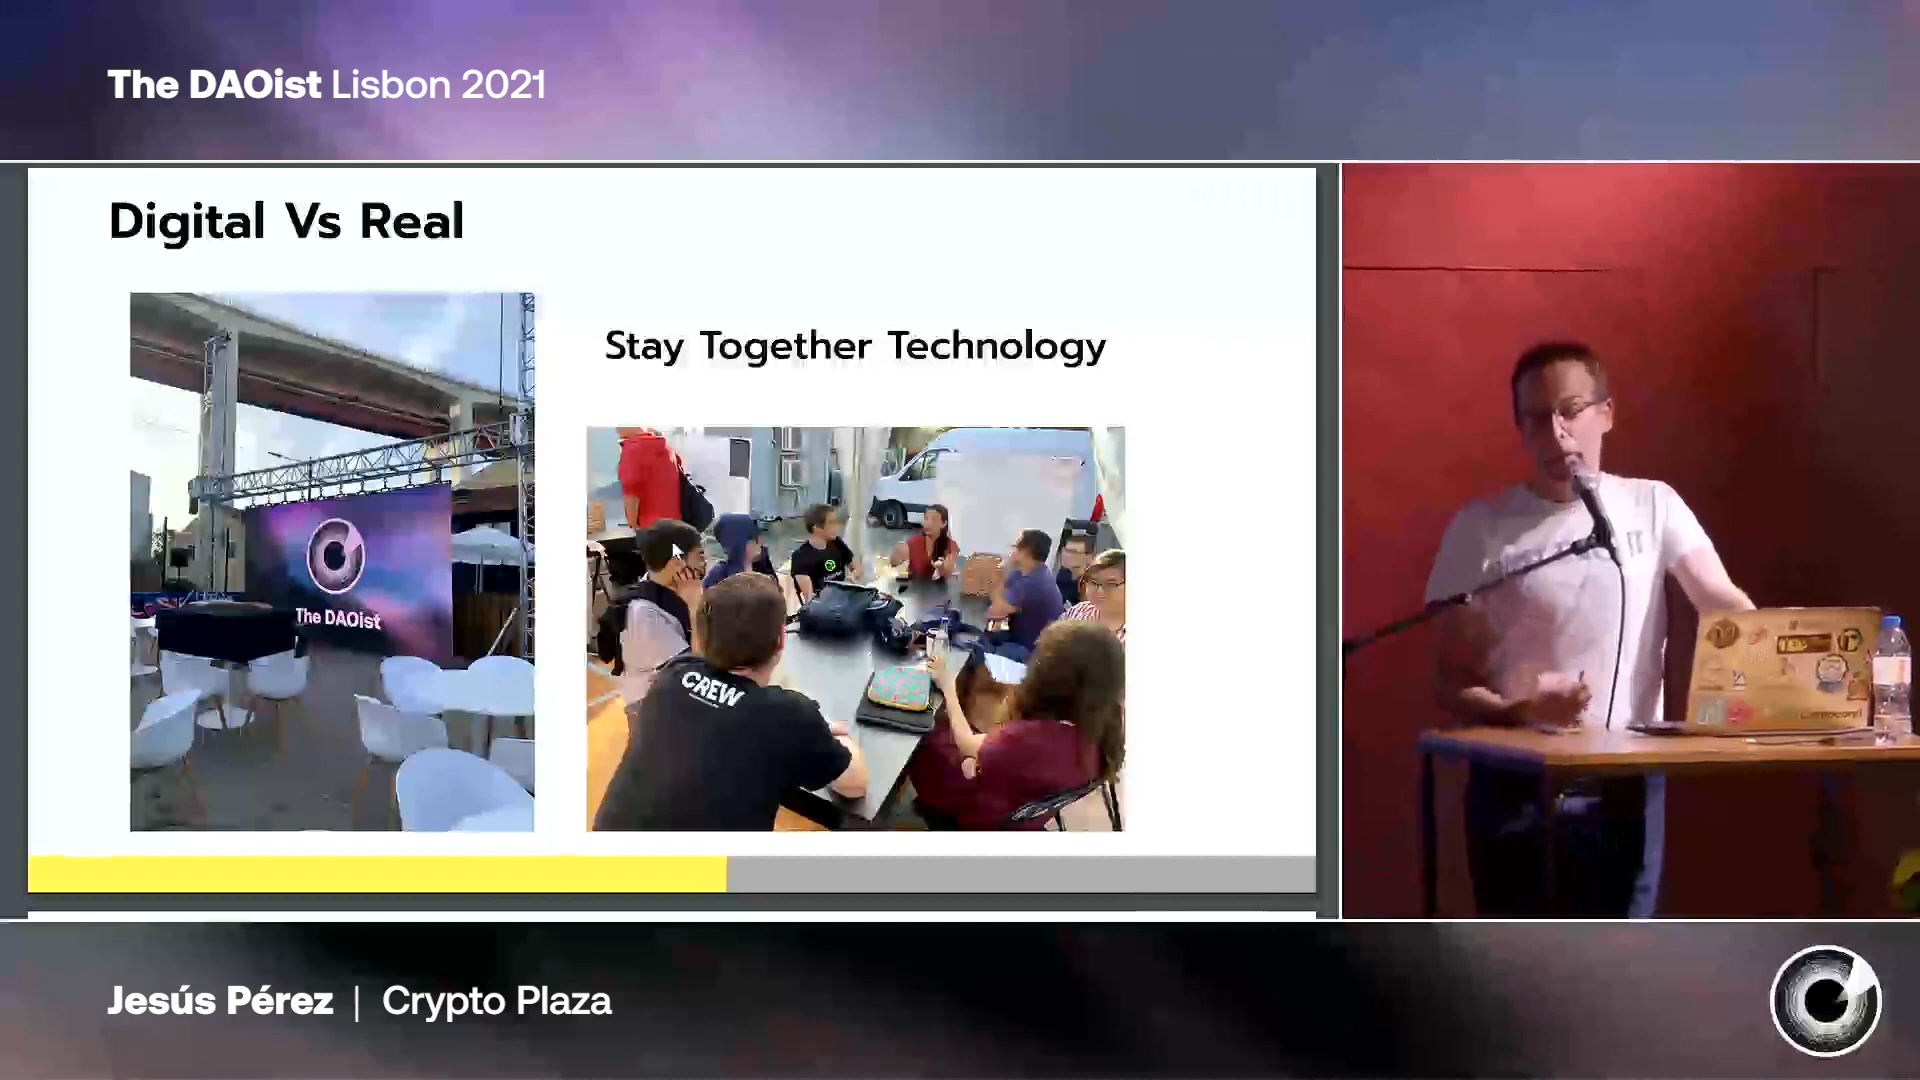 The DAOist Lisbon 2021
Digital Vs Real
Stay Together Technology
The DAOist
CREW
Jesús Pérez | Crypto Plaza